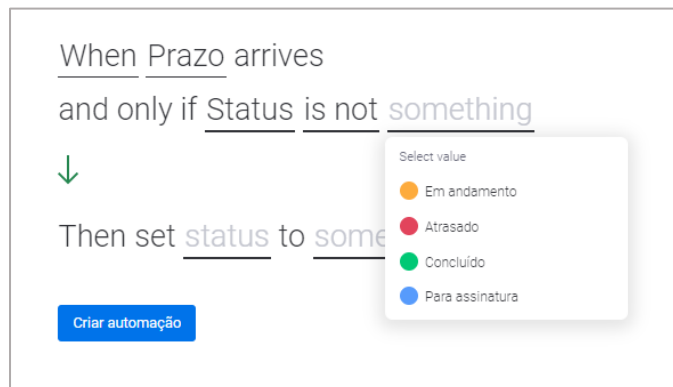 When Prazo arrives
and only if Status is not something
Select value
Em andamento
Atrasado
Concluído
Para assinatura
Then set status to some
Criar automação